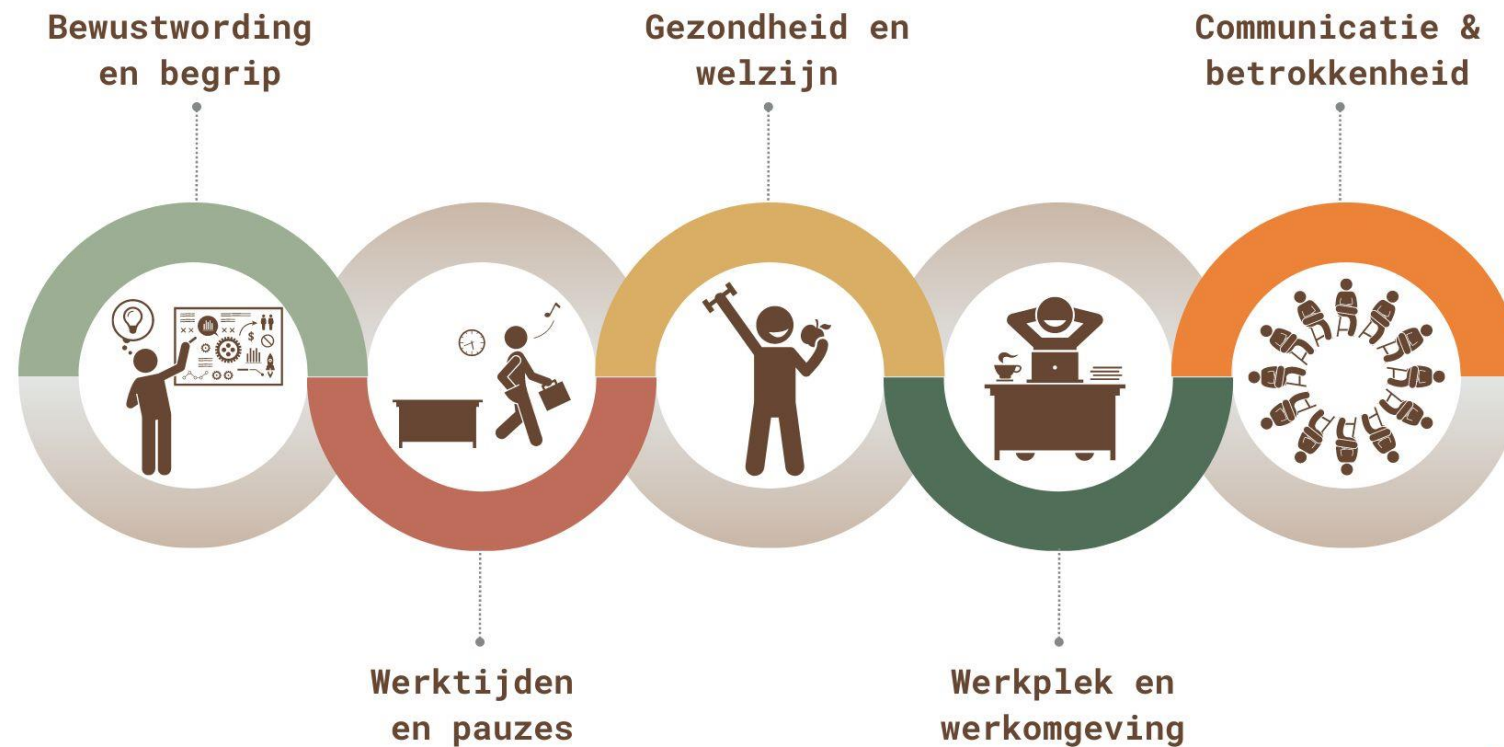 Bewustwording
en begrip
Gezondheid en
welzijn
Communicatie &
betrokkenheid
Werktijden
en pauzes
Werkplek en
werkomgeving